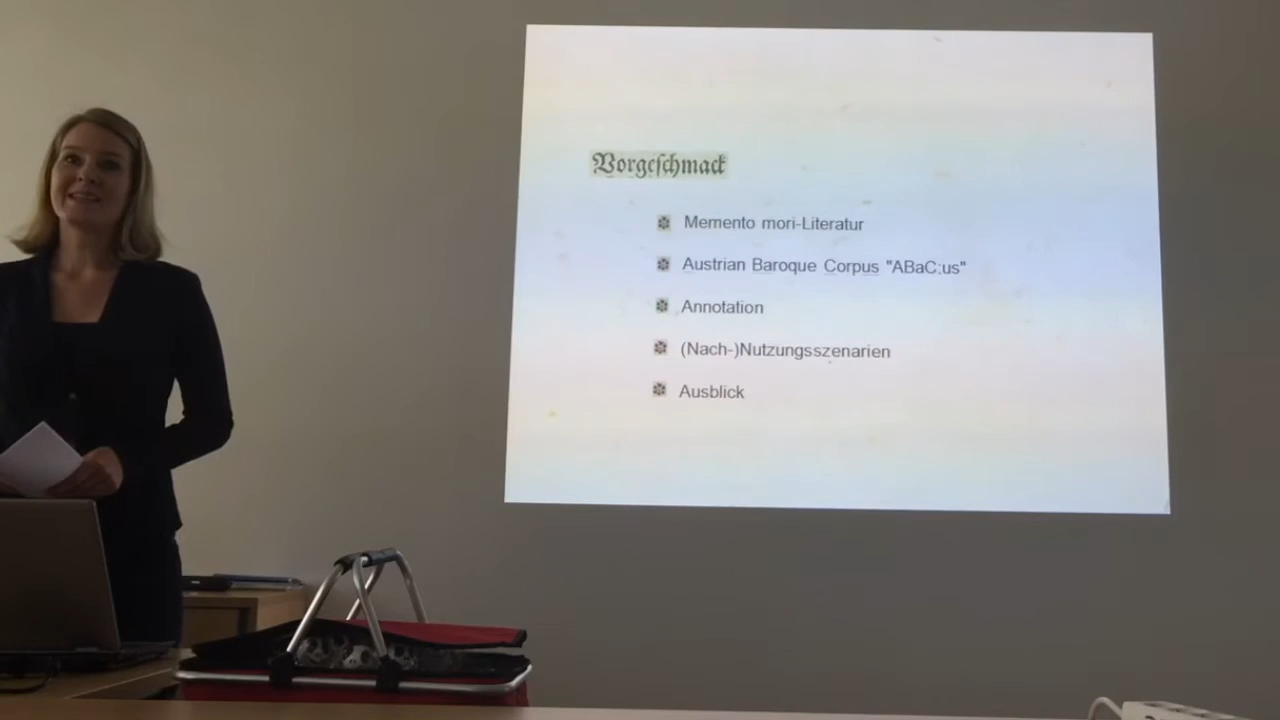 Vorgeſchmack
Memento mori-Literatur
Austrian Baroque Corpus "ABaC:us"
Annotation
(Nach-)Nutzungsszenarien
Ausblick